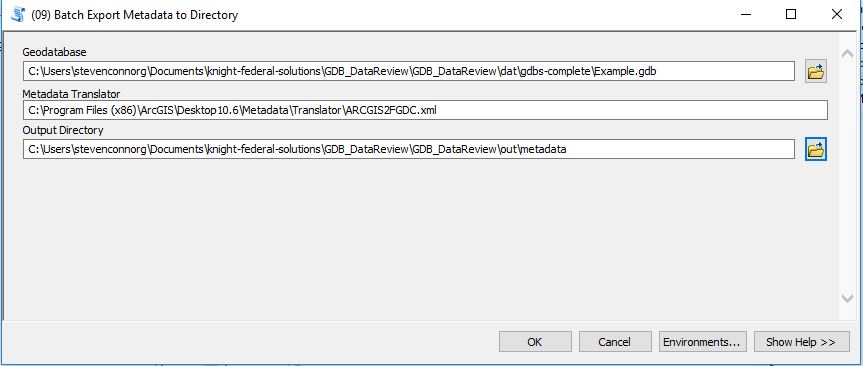 (09) Batch Export Metadata to Directory
Geodatabase
C:\Users\stevenconnorg\Documents\knight-federal-solutions\GDB_DataReview\GDB_DataReview\dat\gdbs-complete\Example.gdb
Metadata Translator
C:\Program Files (x86)\ArcGIS\Desktop10.6\Metadata\Translator\ARCGIS2FGDC.xml
Output Directory
C:\Users\stevenconnorg\Documents\knight-federal-solutions\GDB_DataReview\GDB_DataReview\out\metadata
OK Cancel Environments... Show Help >>